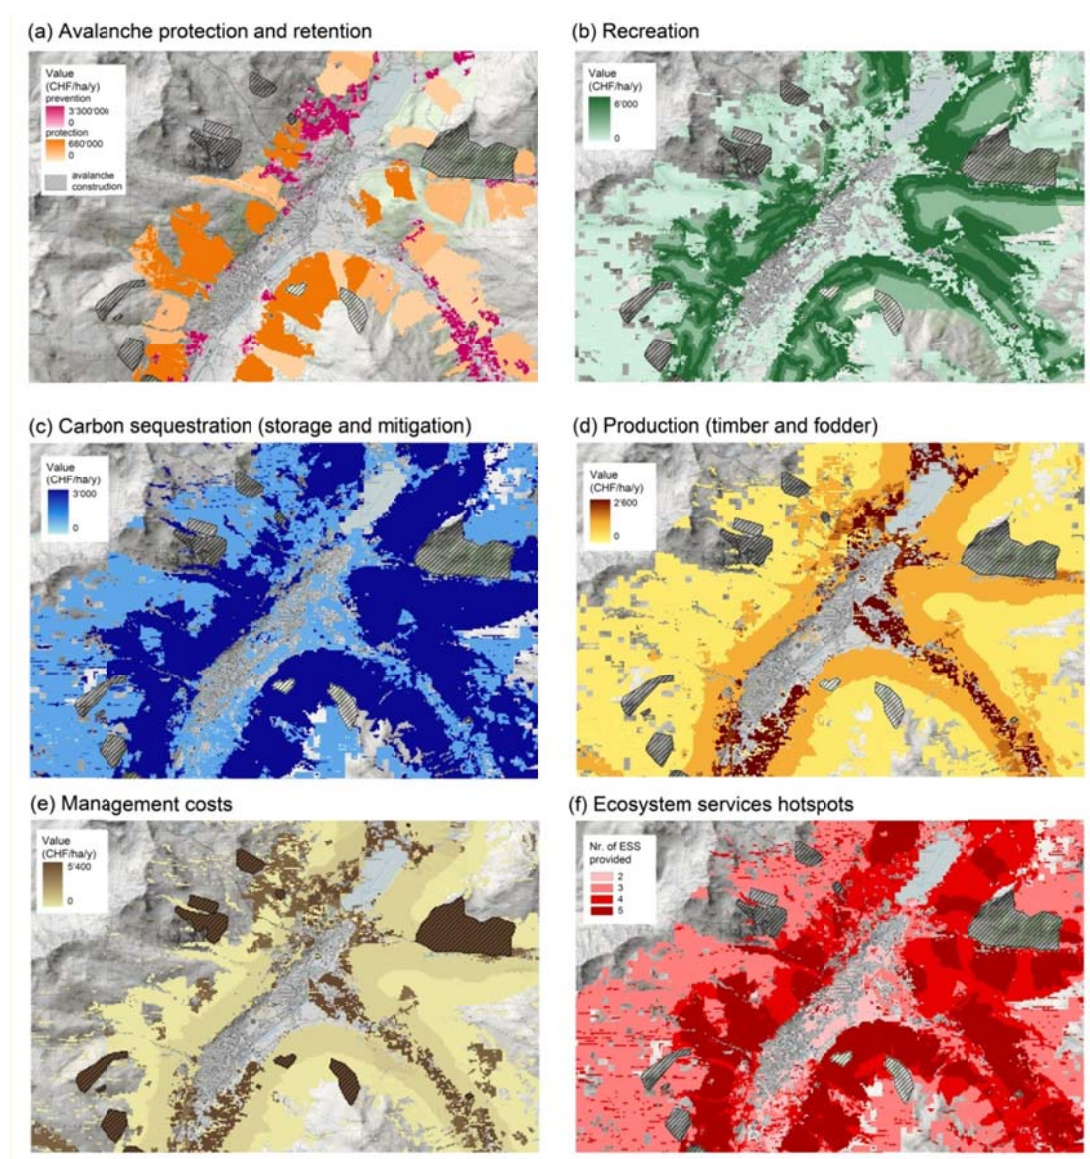 (a) Avalanche protection and retention
Value
(CHF/ha/y)
prevention
3'300'000
0
protection
660'000
0
avalanche
construction
(b) Recreation
Value
(CHF/ha/y)
6'000
0
(c) Carbon sequestration (storage and mitigation)
Value
(CHF/ha/y)
3'000
0
(d) Production (timber and fodder)
Value
(CHF/ha/y)
2'600
0
(e) Management costs
Value
(CHF/ha/y)
5'400
0
(f) Ecosystem services hotspots
Nr. of ESS
provided
2
3
4
5